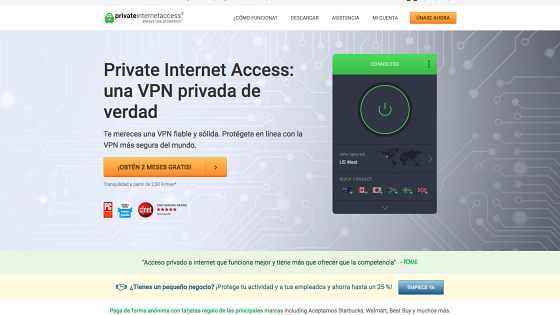 privateinternetaccess®
always use protection®
¿CÓMO FUNCIONA? DESCARGAR ASISTENCIA MI CUENTA ÚNASE AHORA
Private Internet Access:
una VPN privada de
verdad
Te mereces una VPN fiable y sólida. Protégete en línea con la
VPN más segura del mundo.
¡OBTÉN 2 MESES GRATIS!
Tranquilidad a partir de 2,50 €/mes*
CONNECTED
VPN SERVER
US West
QUICK CONNECT
PC
cnet
"Acceso privado a internet que funciona mejor y tiene más que ofrecer que la competencia" - PCMAG
¿Tienes un pequeño negocio? ¡Protege tu actividad y a tus empleados y ahorra hasta un 25 %! EMPIECE YA
Paga de forma anónima con tarjetas regalo de las principales marcas including Aceptamos Starbucks, Walmart, Best Buy y muchos más.